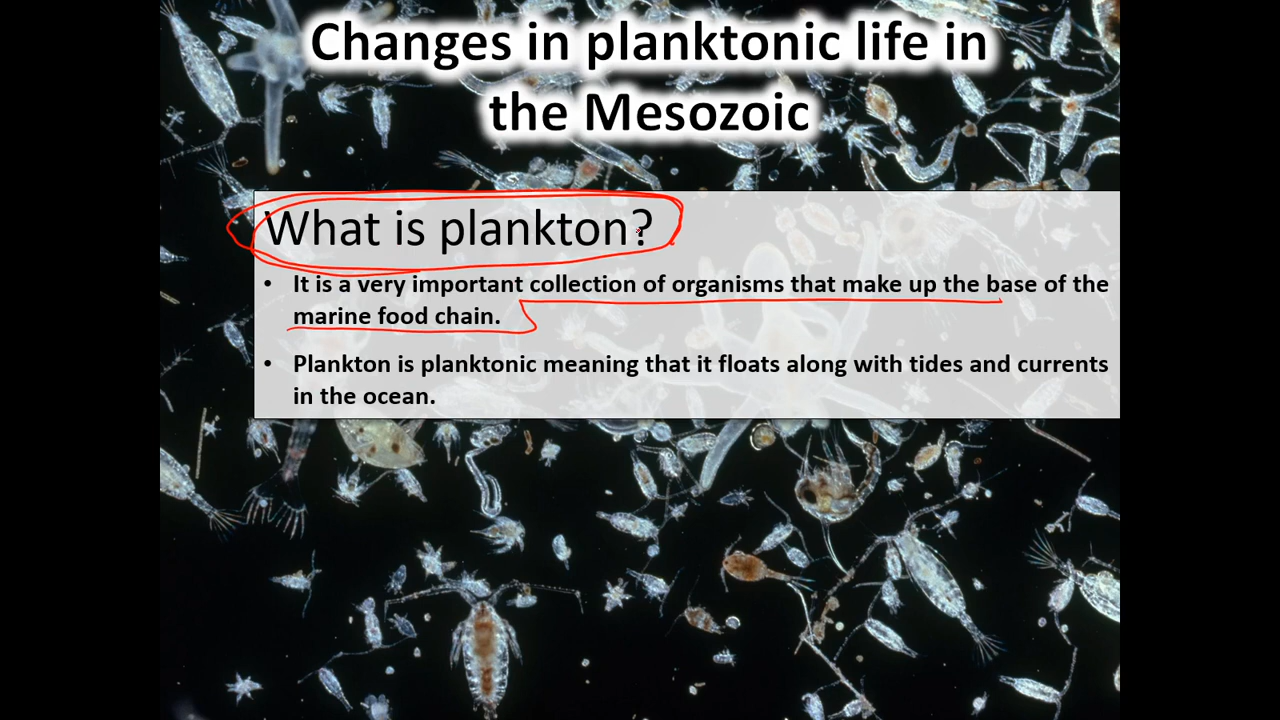 Changes in planktonic life in
the Mesozoic
What is plankton?
• It is a very important collection of organisms that make up the base of the
marine food chain.
• Plankton is planktonic meaning that it floats along with tides and currents
in the ocean.